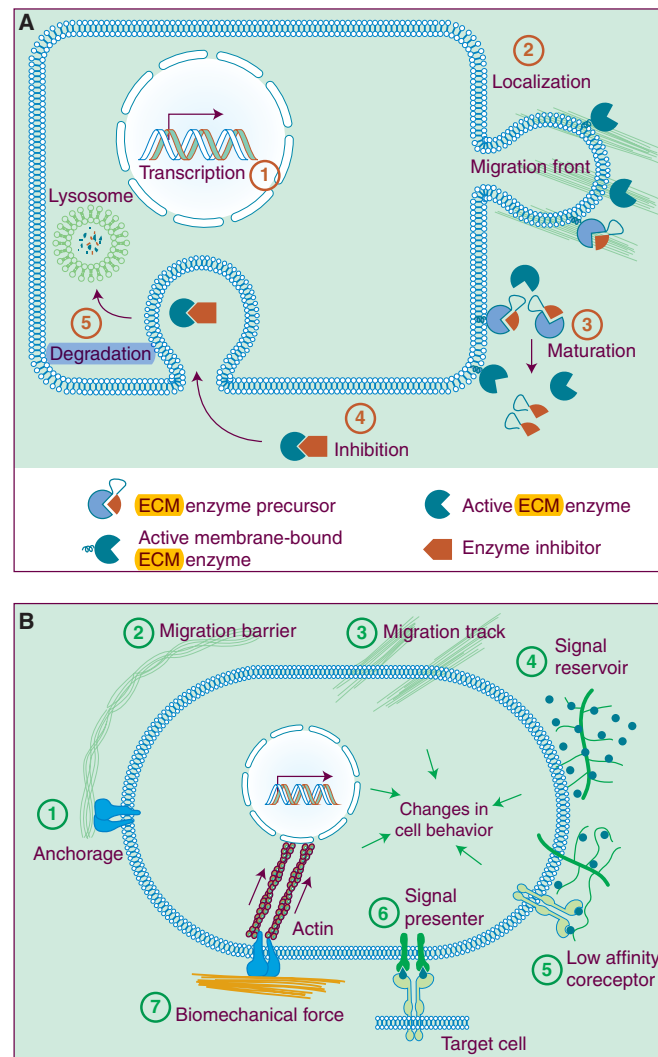 A
2
Localization
Transcription 1
Migration front
Lysosome
5
Degradation
3
Maturation
4
Inhibition
ECM enzyme precursor
Active ECM enzyme
Active membrane-bound
ECM enzyme
Enzyme inhibitor
B
2 Migration barrier
3 Migration track
4 Signal
reservoir
1
Anchorage
Changes in
cell behavior
Actin
6 Signal
presenter
5 Low affinity
coreceptor
7 Biomechanical force
Target cell